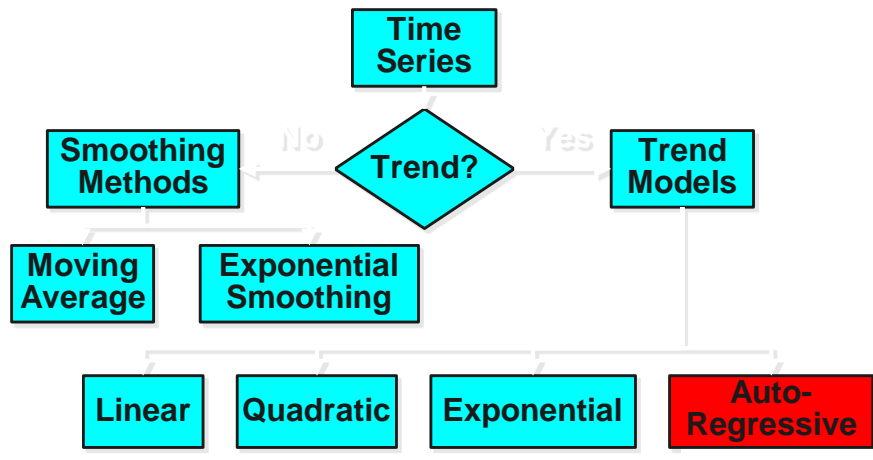 Time
Series
No
Yes
Smoothing
Methods
Trend?
Trend
Models
Moving
Average
Exponential
Smoothing
Linear
Quadratic
Exponential
Auto-
Regressive